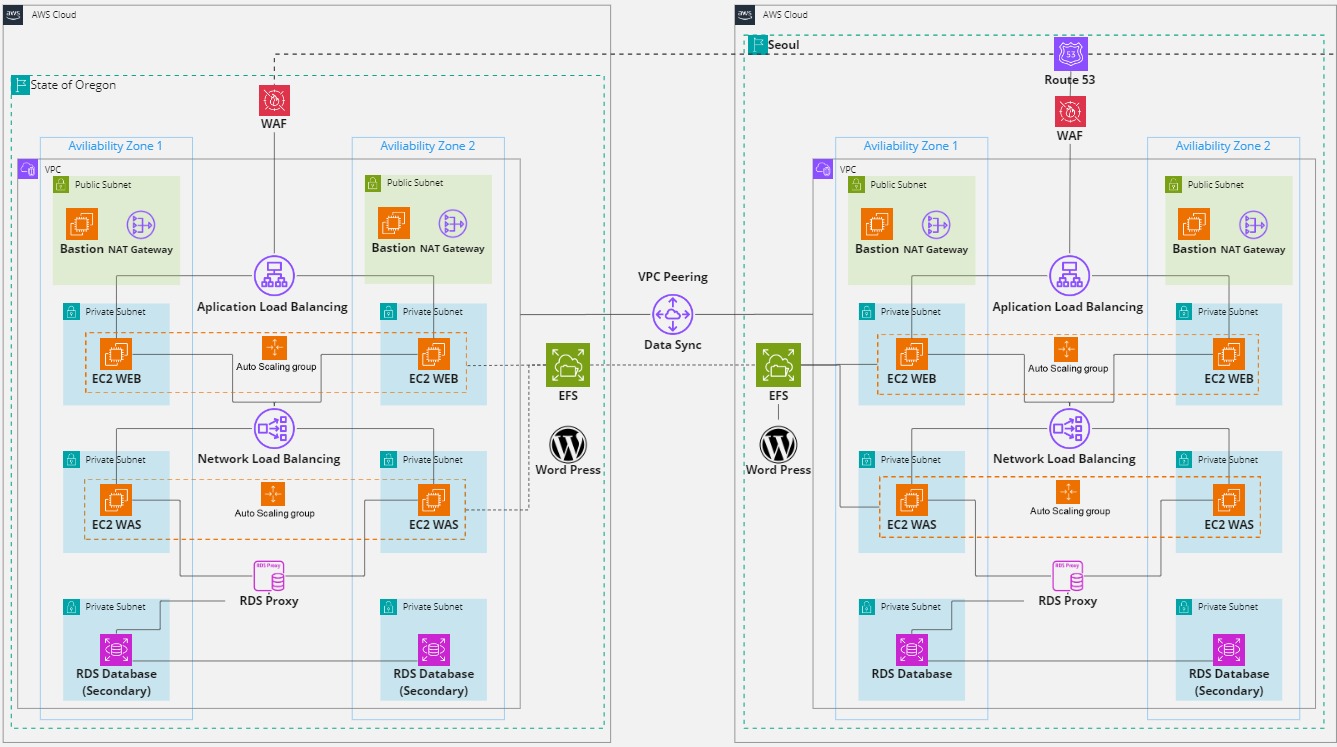 aws
AWS Cloud
State of Oregon
WAF
Aviliability Zone 1
Aviliability Zone 2
VPC
Public Subnet
Bastion
NAT Gateway
Public Subnet
Bastion
NAT Gateway
Aplication Load Balancing
Private Subnet
EC2 WEB
Auto Scaling group
Private Subnet
EC2 WEB
Network Load Balancing
Private Subnet
EC2 WAS
Auto Scaling group
Private Subnet
EC2 WAS
RDS Proxy
RDS Proxy
Private Subnet
RDS Database
(Secondary)
Private Subnet
RDS Database
(Secondary)
EFS
W
Word Press
VPC Peering
Data Sync
aws
AWS Cloud
Seoul
53
Route 53
WAF
EFS
W
Word Press
Aviliability Zone 1
Aviliability Zone 2
VPC
Public Subnet
Bastion
NAT Gateway
Public Subnet
Bastion
NAT Gateway
Aplication Load Balancing
Private Subnet
EC2 WEB
Auto Scaling group
Private Subnet
EC2 WEB
Network Load Balancing
Private Subnet
EC2 WAS
Auto Scaling group
Private Subnet
EC2 WAS
RDS Proxy
RDS Proxy
Private Subnet
RDS Database
Private Subnet
RDS Database
(Secondary)